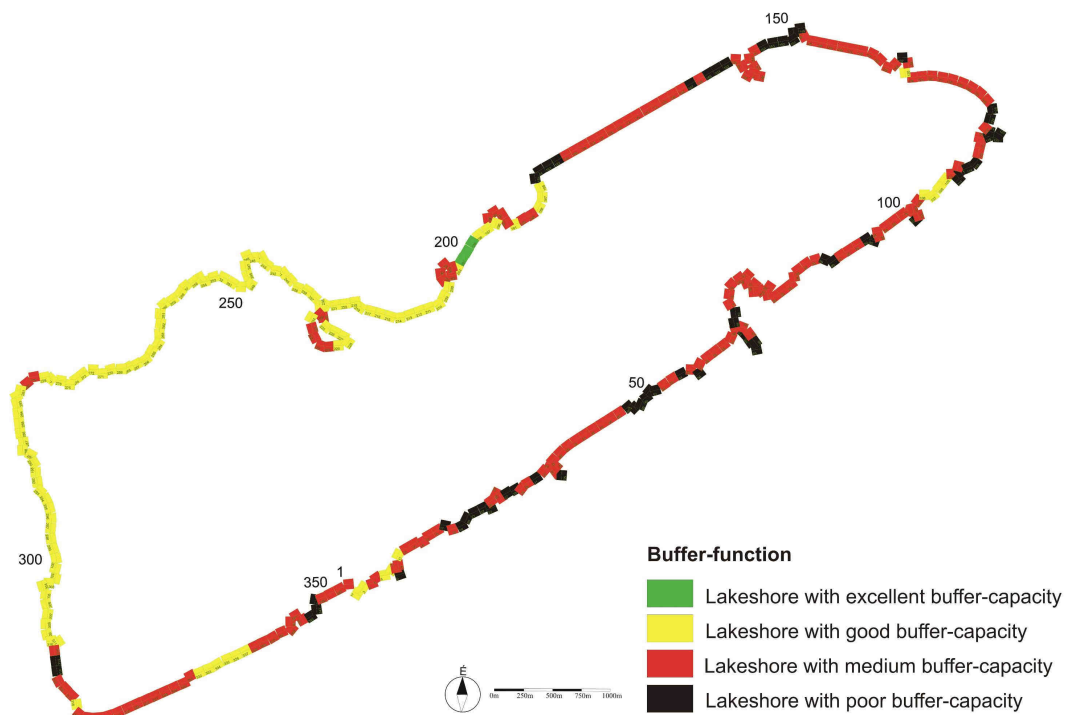 150
100
200
250
50
300
350
1
Buffer-function
Lakeshore with excellent buffer-capacity
Lakeshore with good buffer-capacity
Lakeshore with medium buffer-capacity
Lakeshore with poor buffer-capacity
É
0m 250m 500m 750m 1000m